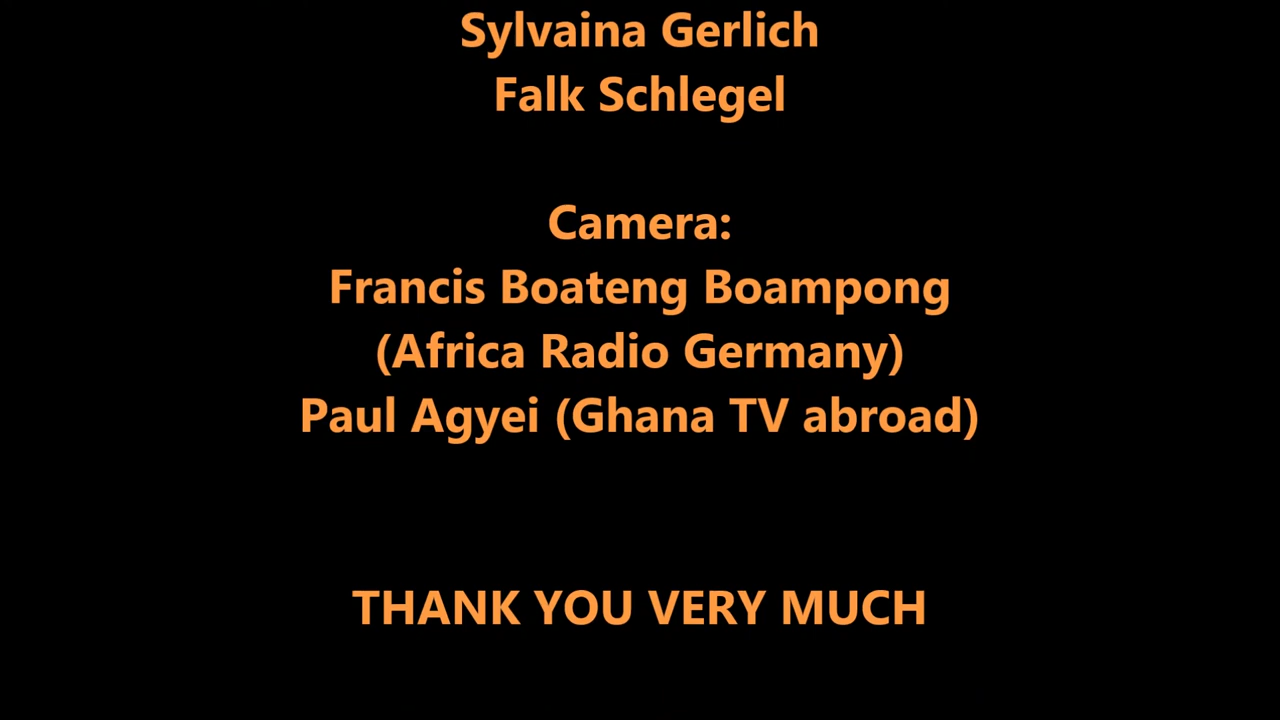 Sylvaina Gerlich
Falk Schlegel
Camera:
Francis Boateng Boampong
(Africa Radio Germany)
Paul Agyei (Ghana TV abroad)
THANK YOU VERY MUCH